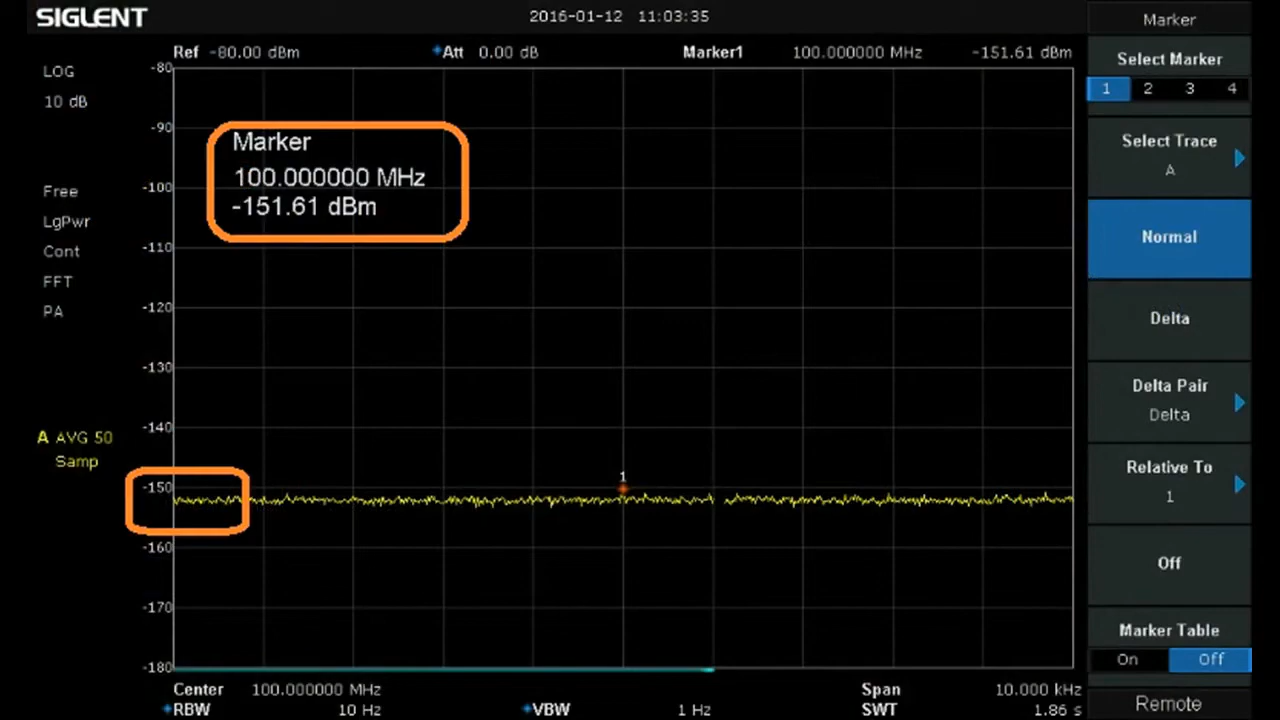 SIGLENT
2016-01-12 11:03:35
Marker
Ref -80.00 dBm
Att 0.00 dB
Marker1 100.000000 MHz -151.61 dBm
Select Marker
1 2 3 4
LOG
10 dB
Free
LgPwr
Cont
FFT
PA
A AVG 50
Samp
-80
-90
-100
-110
-120
-130
-140
-150
-160
-170
-180
Marker
100.000000 MHz
-151.61 dBm
1
Select Trace
A
Normal
Delta
Delta Pair
Delta
Relative To
1
Off
Marker Table
On Off
Remote
Center 100.000000 MHz
Span 10.000 kHz
RBW 10 Hz
VBW 1 Hz
SWT 1.86 s